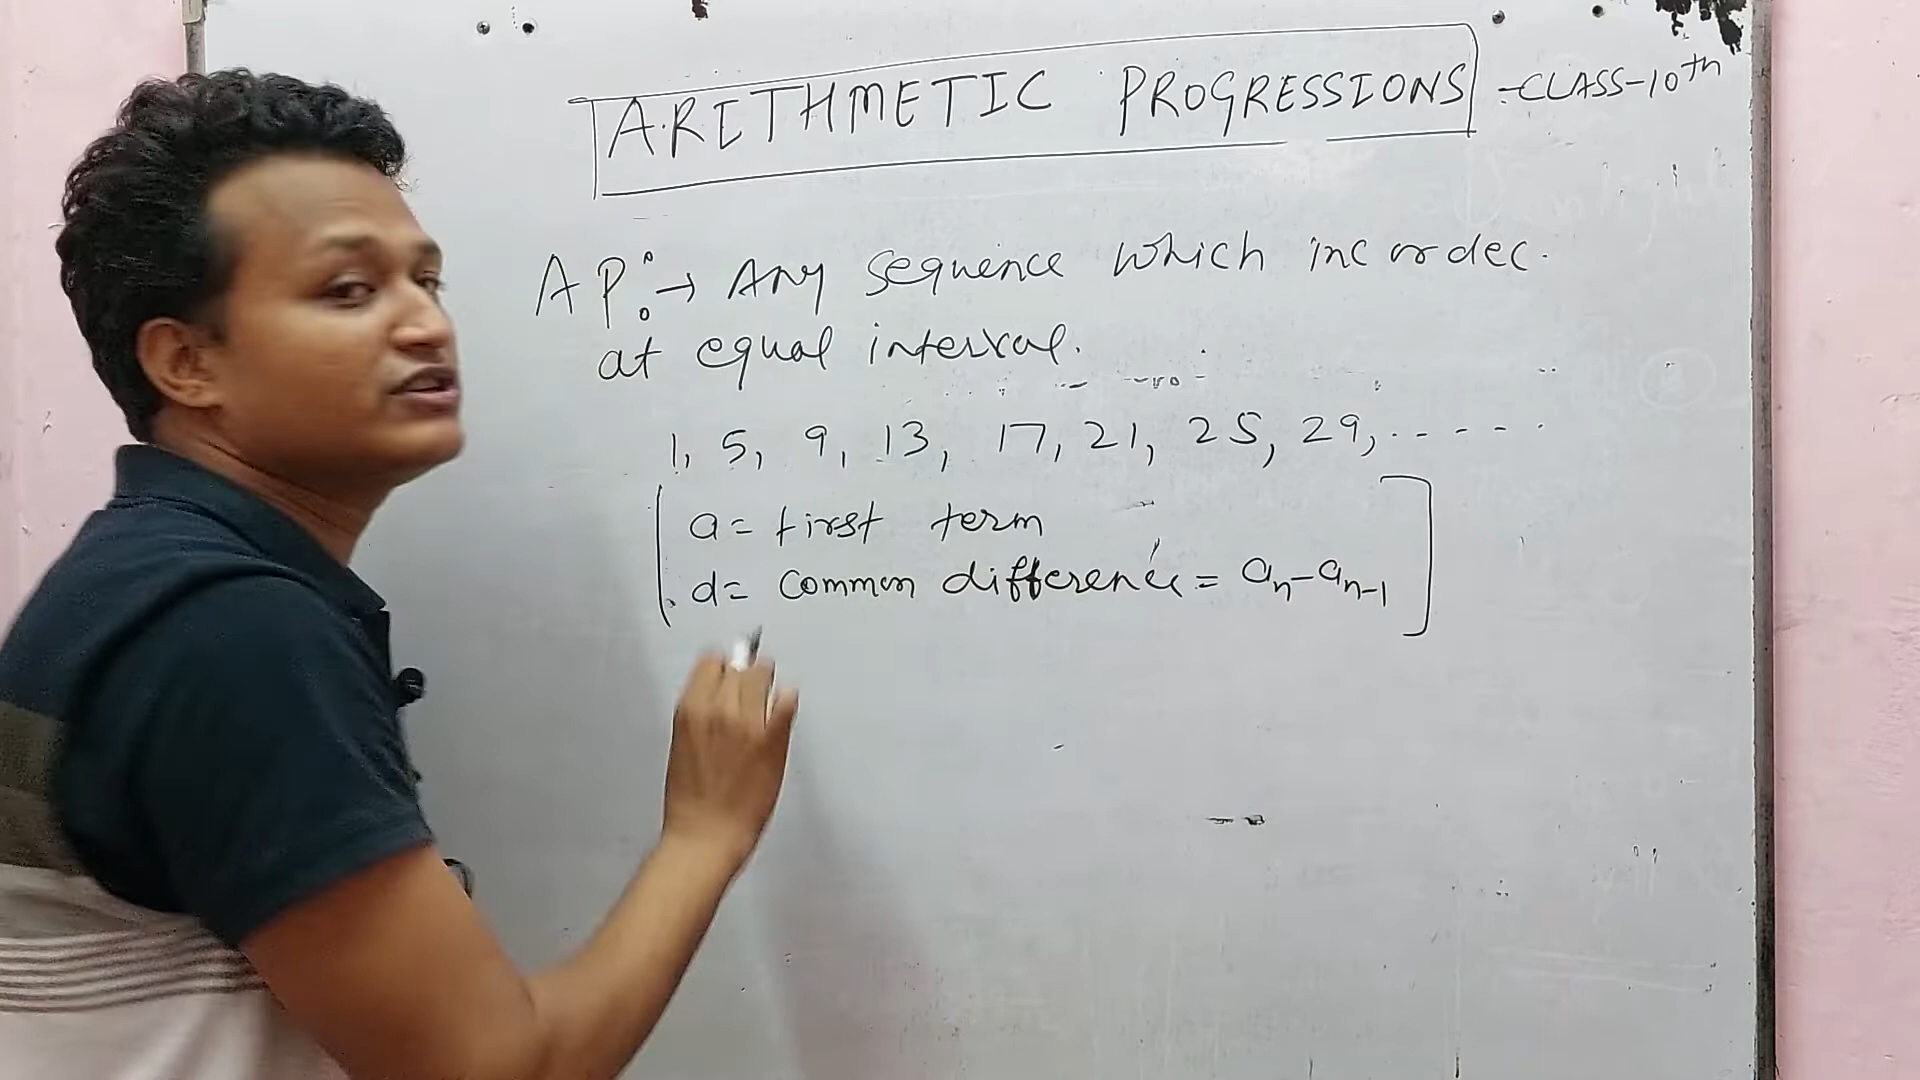 ARITHMETIC PROGRESSIONS :-CLASS-10th
AP:→ Any sequence which inc or dec.
at equal interval.
1, 5, 9, 13, 17, 21, 25, 29, ......
a = first term
d = Common difference = an - an-1